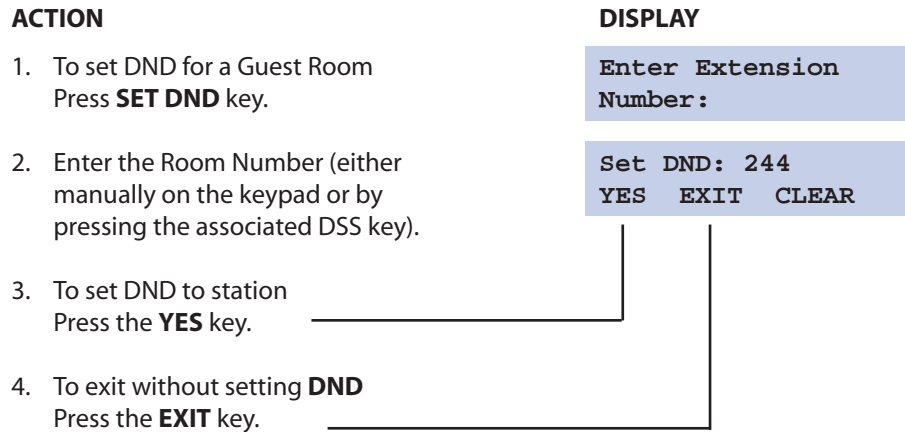 ACTION
DISPLAY
1. To set DND for a Guest Room
Press SET DND key.
Enter Extension
Number:
2. Enter the Room Number (either
manually on the keypad or by
pressing the associated DSS key).
Set DND: 244
YES EXIT CLEAR
3. To set DND to station
Press the YES key.
4. To exit without setting DND
Press the EXIT key.